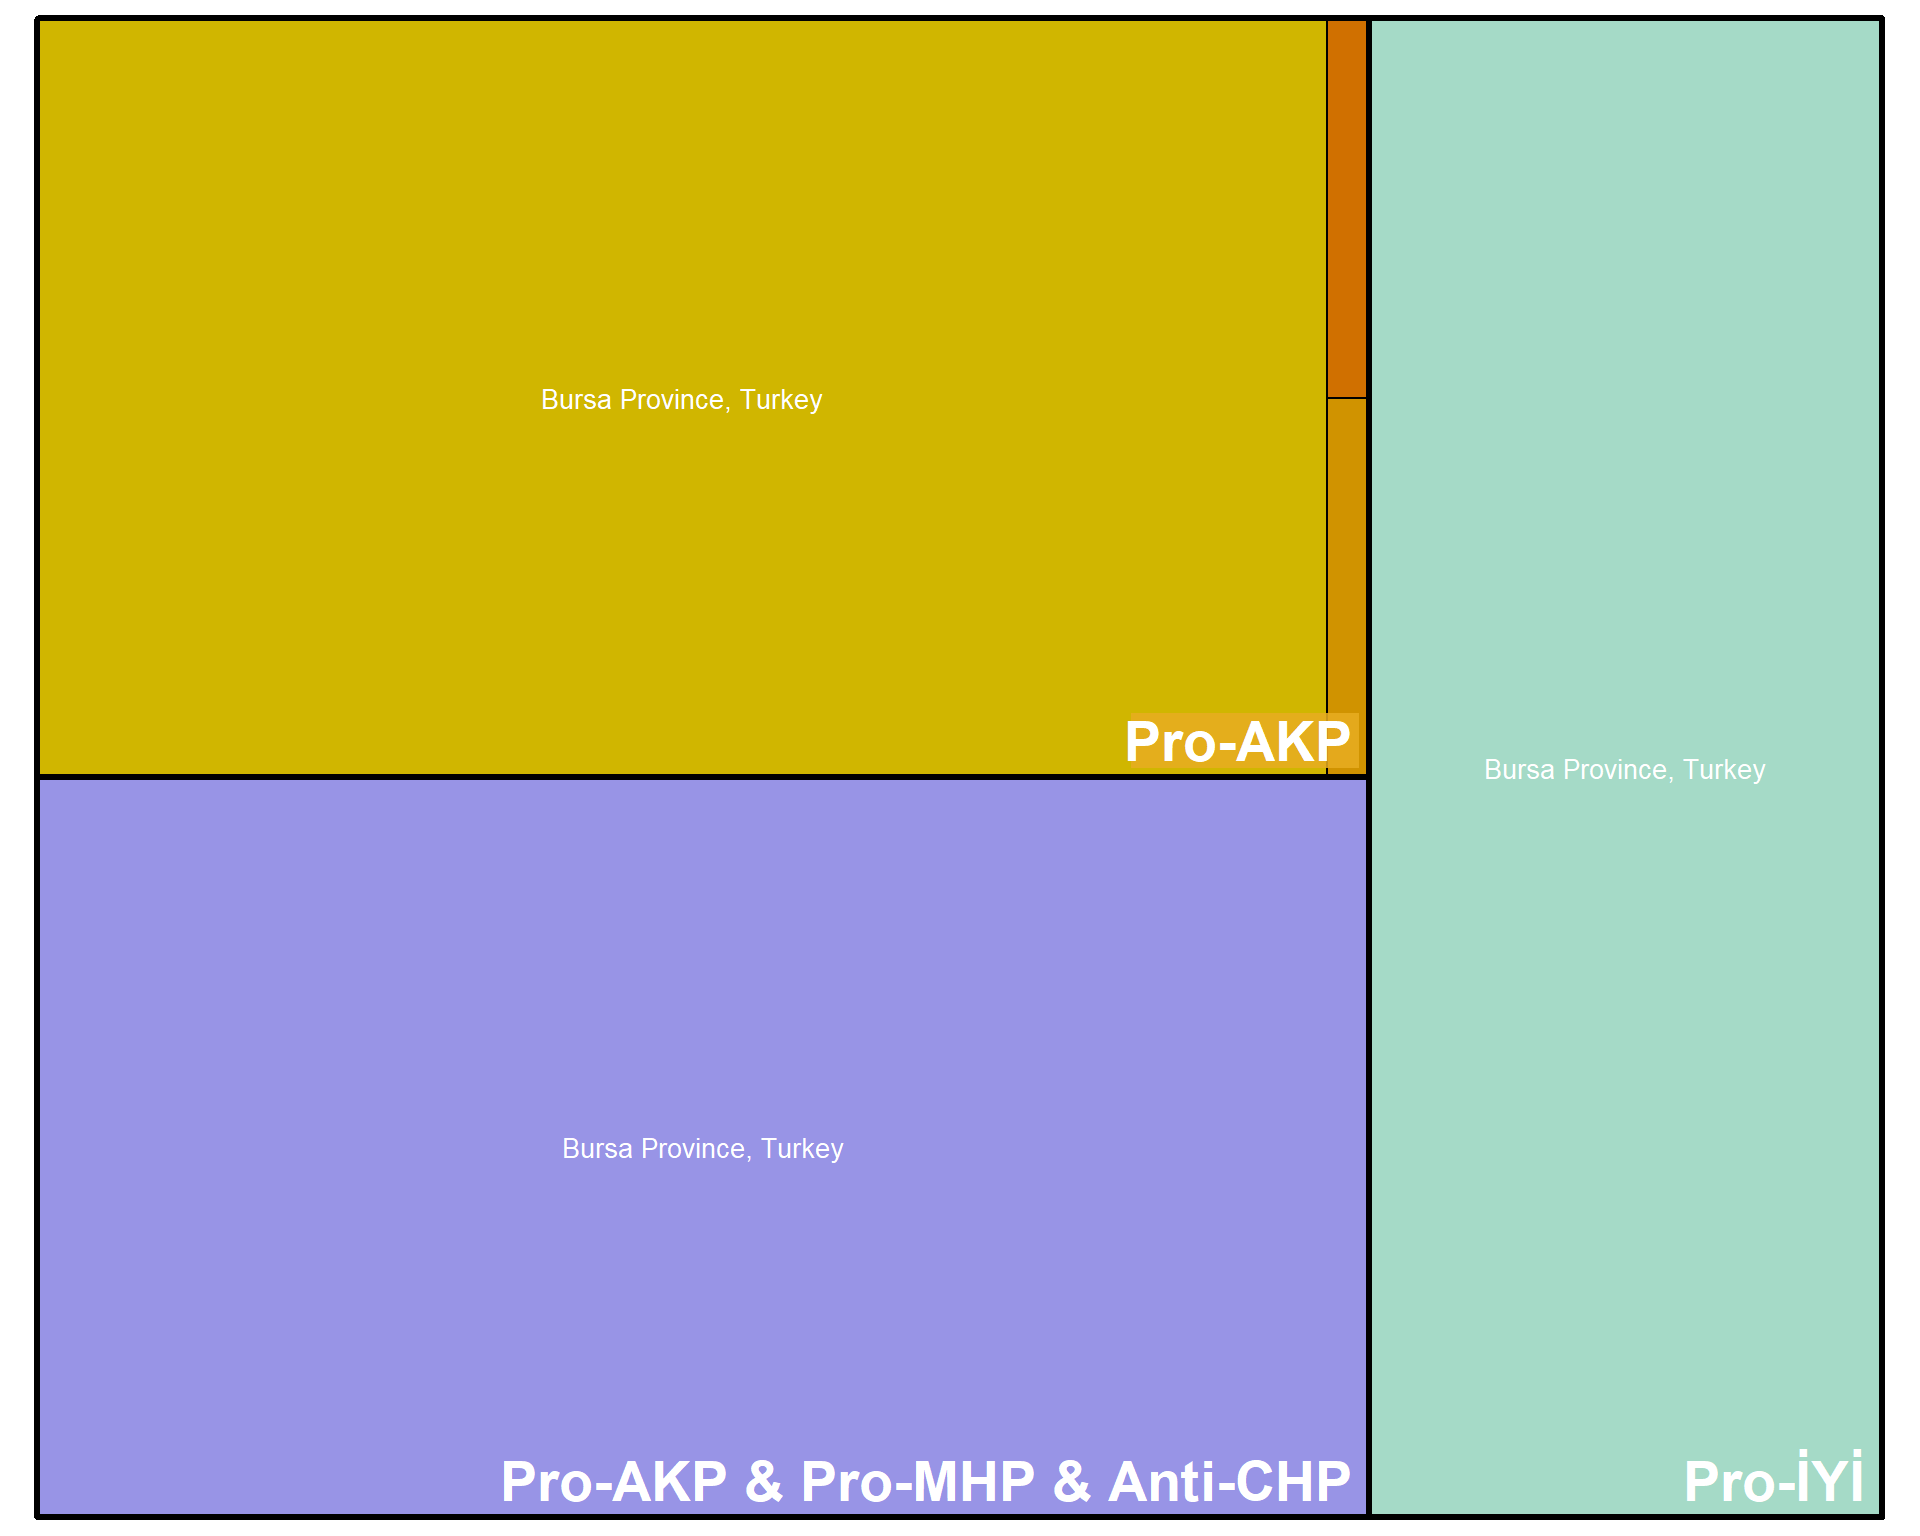 Bursa Province, Turkey
Pro-AKP
Bursa Province, Turkey
Pro-AKP & Pro-MHP & Anti-CHP
Bursa Province, Turkey
Pro-İYİ